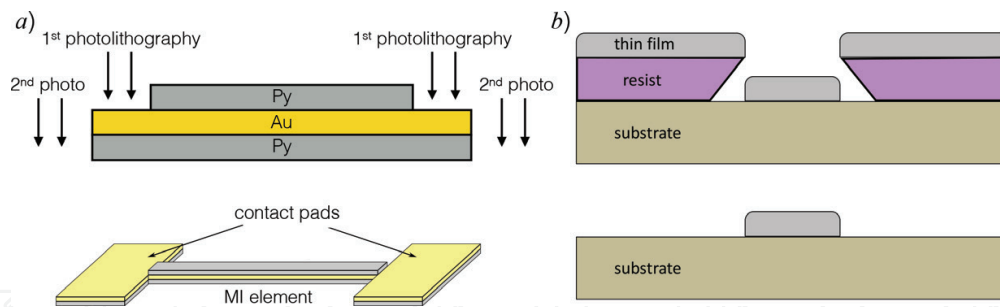 a)
1st photolithography
1st photolithography
2nd photo
2nd photo
Py
Au
Py
contact pads
MI element
b)
thin film
resist
substrate
substrate